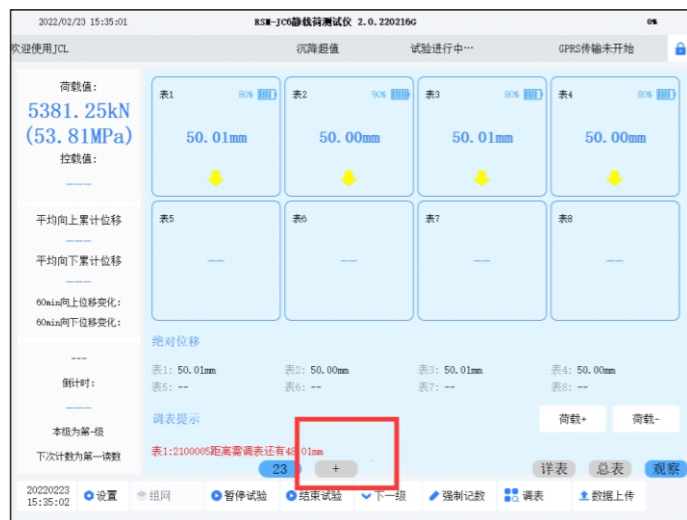 2022/02/23 15:35:01 RSM-JC6静载荷测试仪 2.0.220216G 0%
欢迎使用JCL 沉降超值 试验进行中… GPRS传输未开始
荷载值:
5381.25kN
(53.81MPa)
控载值:
---
平均向上累计位移
---
平均向下累计位移
---
60min向上位移变化:
60min向下位移变化:
---
倒计时:
---
本级为第一级
下次计数为第一读数
表1 80% 表2 90% 表3 80% 表4 80%
50.01mm 50.00mm 50.01mm 50.00mm
表5 表6 表7 表8
-- -- -- --
绝对位移
表1: 50.01mm 表2: 50.00mm 表3: 50.01mm 表4: 50.00mm
表5: -- 表6: -- 表7: -- 表8: --
调表提示 荷载+ 荷载-
表1:2100005距离需调表还有48.01mm
23 + 详表 总表 观察
20220223
15:35:02
设置 组网 暂停试验 结束试验 下一级 强制记数 调表 数据上传